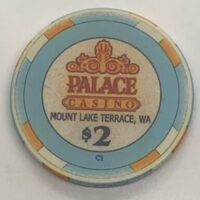 PALACE
CASINO
MOUNT LAKE TERRACE, WA
$2
C1